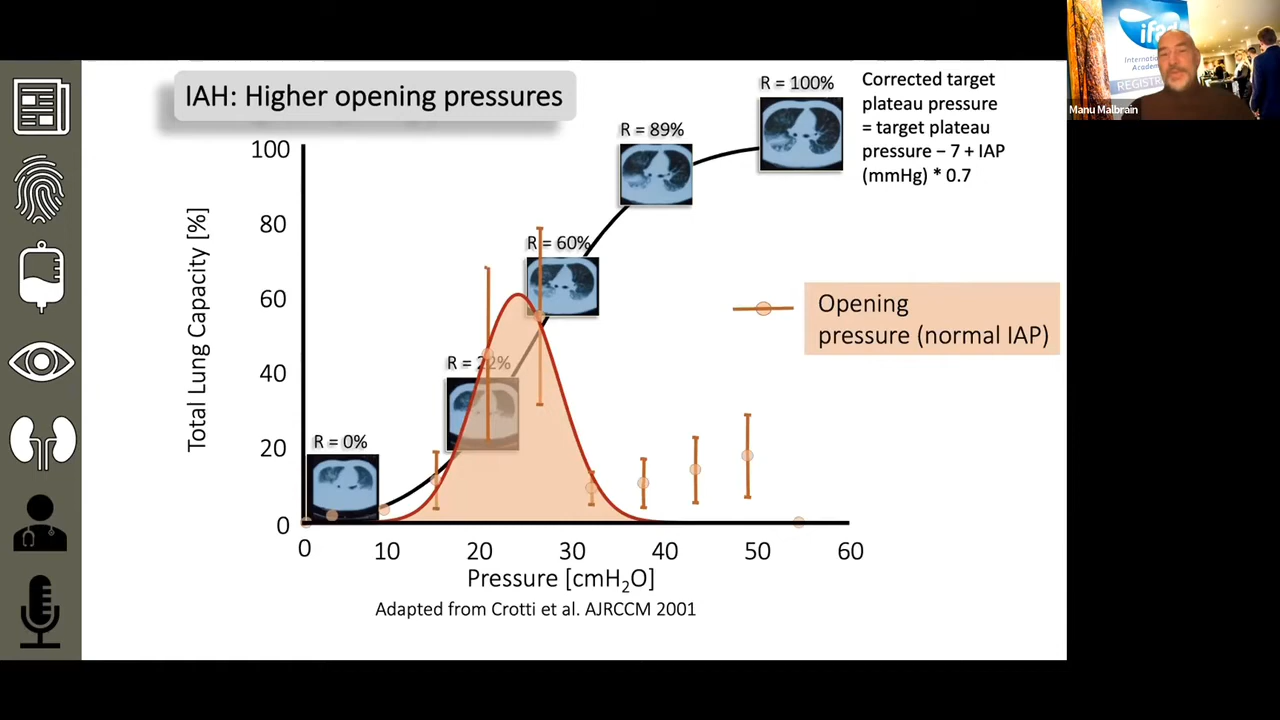 IAH: Higher opening pressures
R = 100%
Corrected target
plateau pressure
= target plateau
pressure − 7 + IAP
(mmHg) * 0.7
R = 89%
R = 60%
R = 22%
R = 0%
Total Lung Capacity [%]
100
80
60
40
20
0
0 10 20 30 40 50 60
Pressure [cmH₂O]
Adapted from Crotti et al. AJRCCM 2001
Opening
pressure (normal IAP)
Manu Malbrain